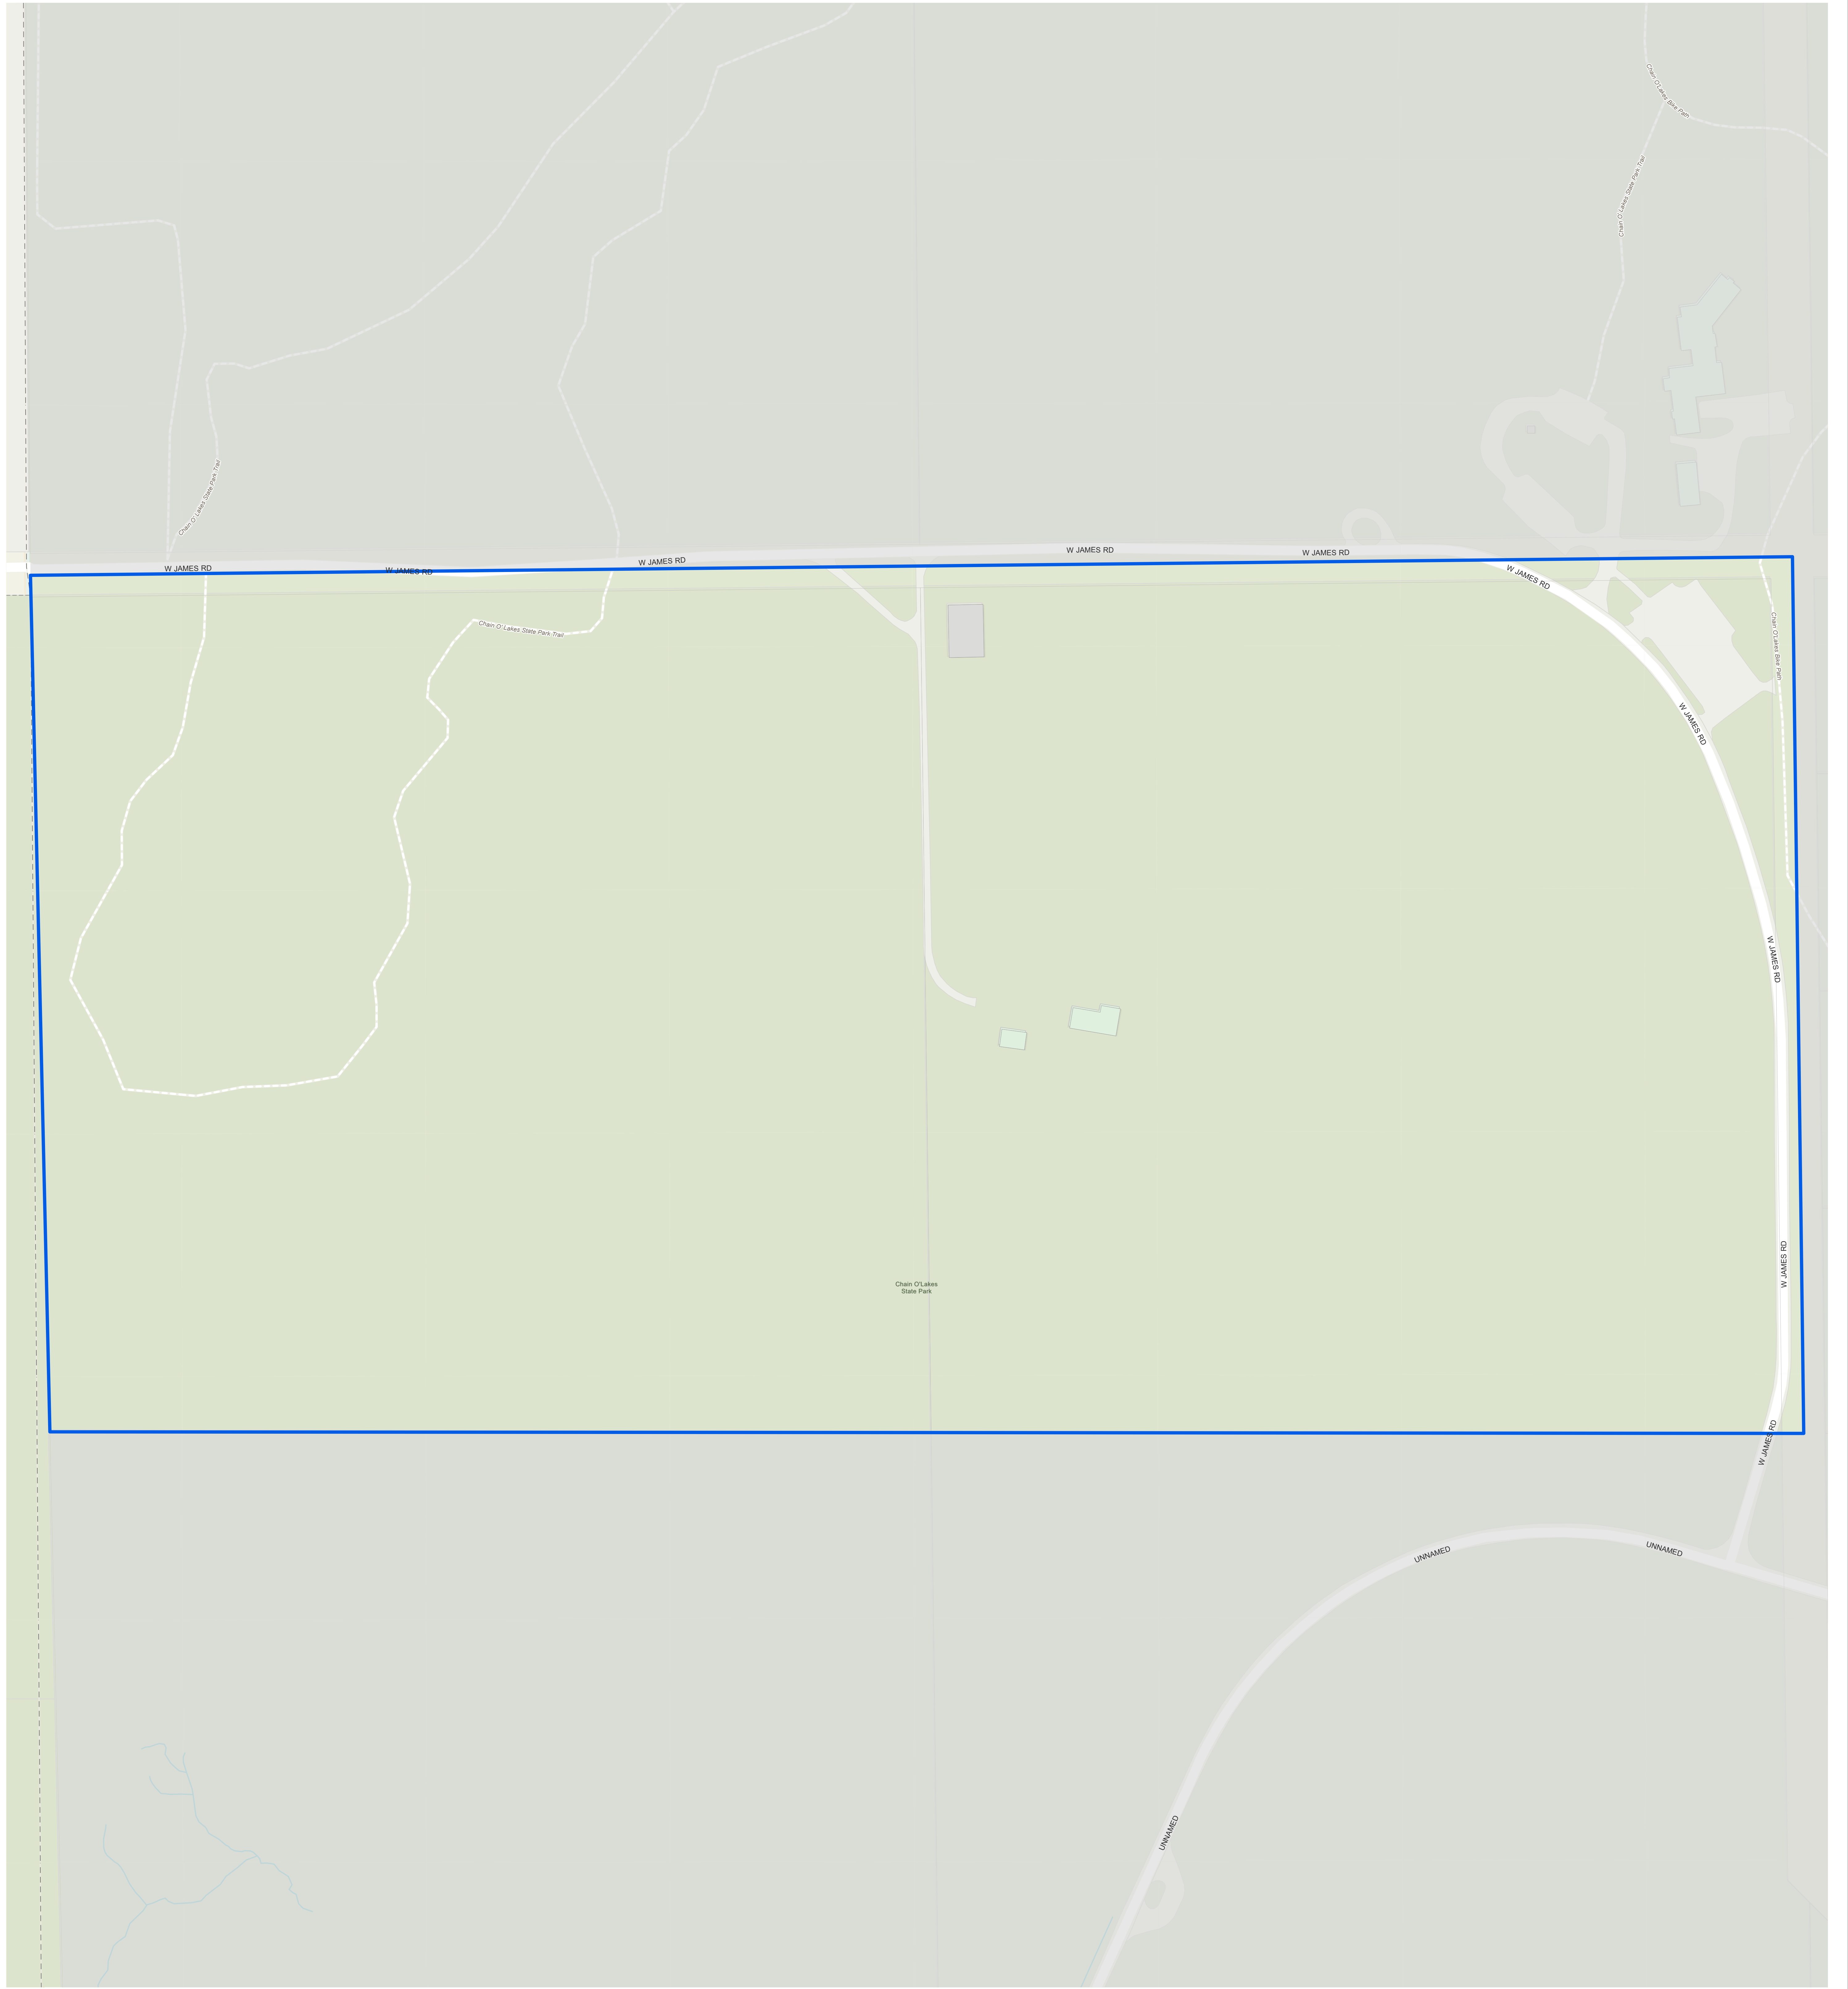 Chain O'Lakes Bike Path
Chain O' Lakes State Park Trail
Chain O' Lakes State Park Trail
W JAMES RD
W JAMES RD
W JAMES RD
W JAMES RD
W JAMES RD
W JAMES RD
Chain O' Lakes State Park Trail
Chain O'Lakes Bike Path
W JAMES RD
W JAMES RD
W JAMES RD
Chain O'Lakes
State Park
W JAMES RD
UNNAMED
UNNAMED
UNNAMED